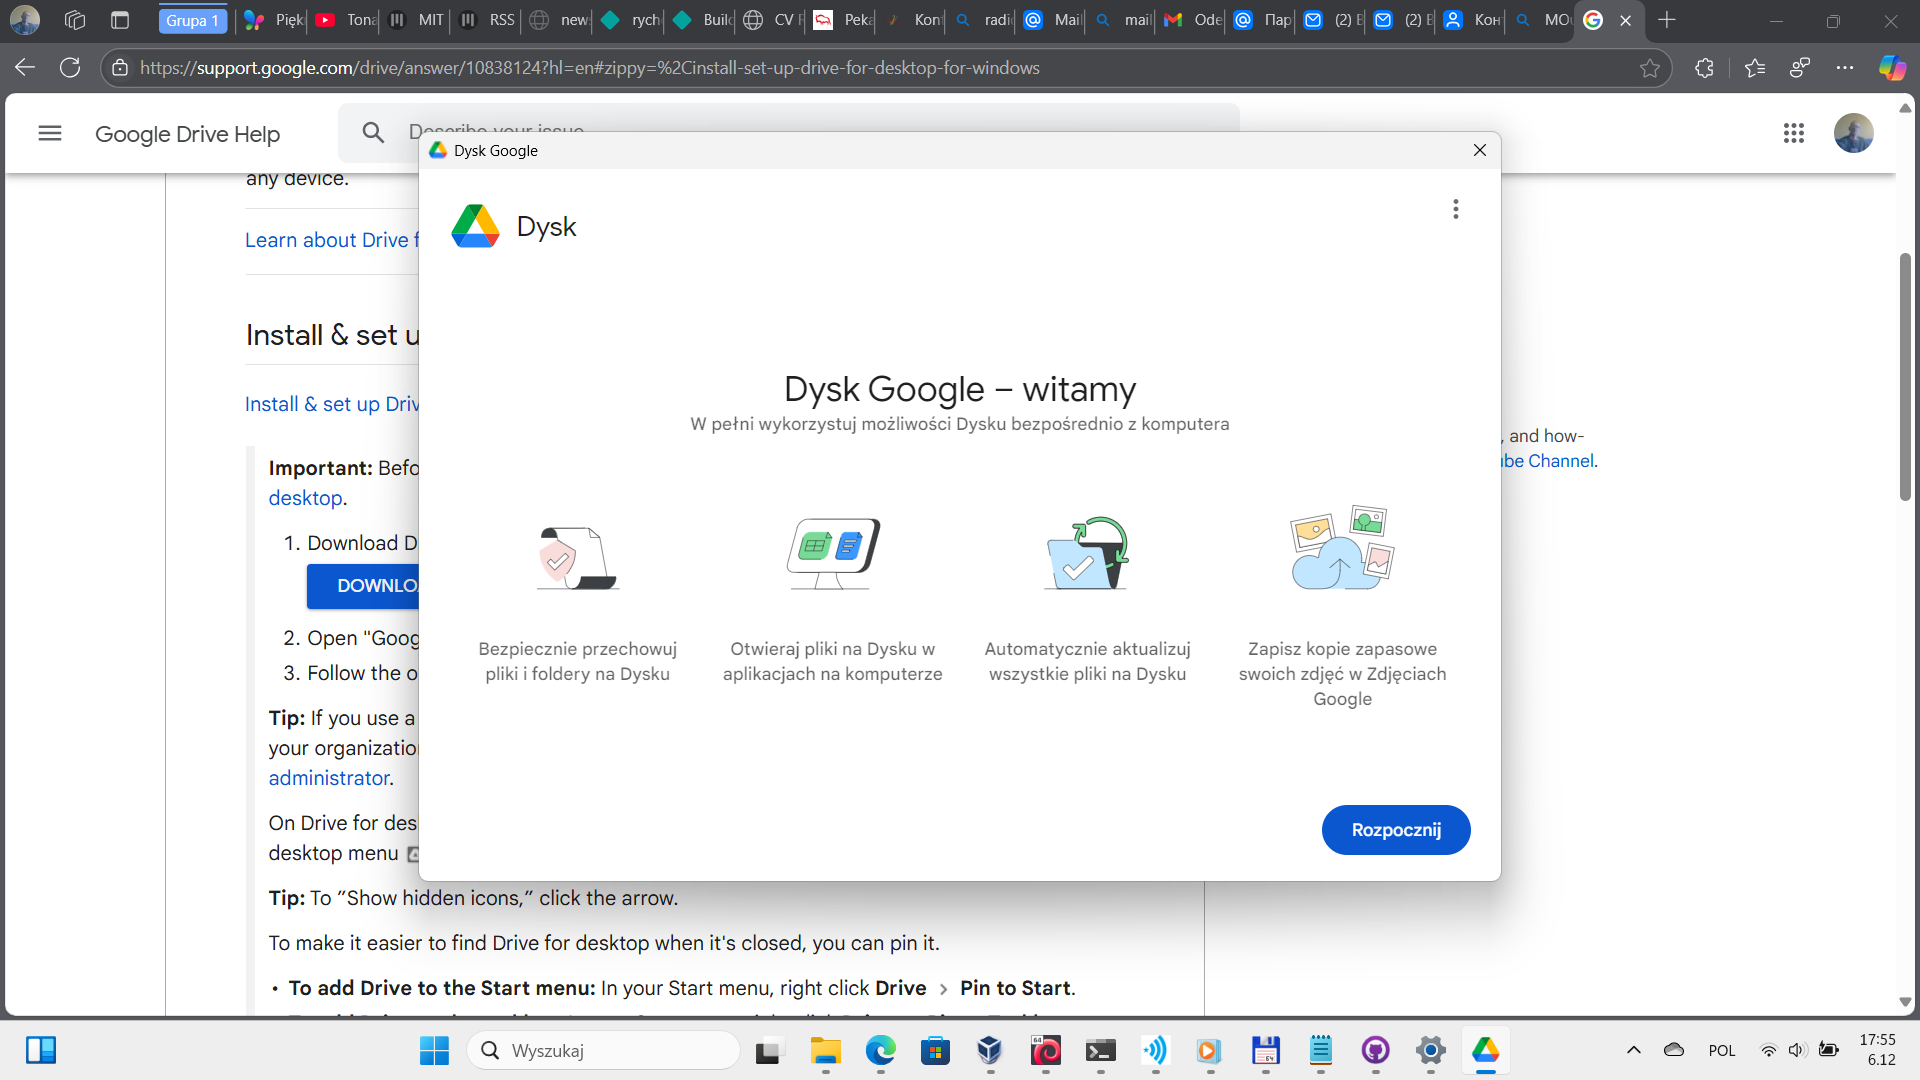 Grupa 1
Pięk
Tona
MIT
RSS
new
rych
Build
CV F
Peka
Kon
radi
Mail
mail
Ode
Пар
(2) В
(2) В
Кон
MO
https://support.google.com/drive/answer/10838124?hl=en#zippy=%2Cinstall-set-up-drive-for-desktop-for-windows
Google Drive Help
Describe your issue
any device.
Learn about Drive f
Install & set u
Install & set up Driv
Important: Befo
desktop.
1. Download D
DOWNLO
2. Open "Goog
3. Follow the o
Tip: If you use a
your organizatio
administrator.
On Drive for des
desktop menu
Tip: To “Show hidden icons,” click the arrow.
To make it easier to find Drive for desktop when it's closed, you can pin it.
• To add Drive to the Start menu: In your Start menu, right click Drive > Pin to Start.
, and how-
ube Channel.
Dysk Google
Dysk
Dysk Google – witamy
W pełni wykorzystuj możliwości Dysku bezpośrednio z komputera
Bezpiecznie przechowuj
pliki i foldery na Dysku
Otwieraj pliki na Dysku w
aplikacjach na komputerze
Automatycznie aktualizuj
wszystkie pliki na Dysku
Zapisz kopie zapasowe
swoich zdjęć w Zdjęciach
Google
Rozpocznij
Wyszukaj
64
64
POL
17:55
6.12